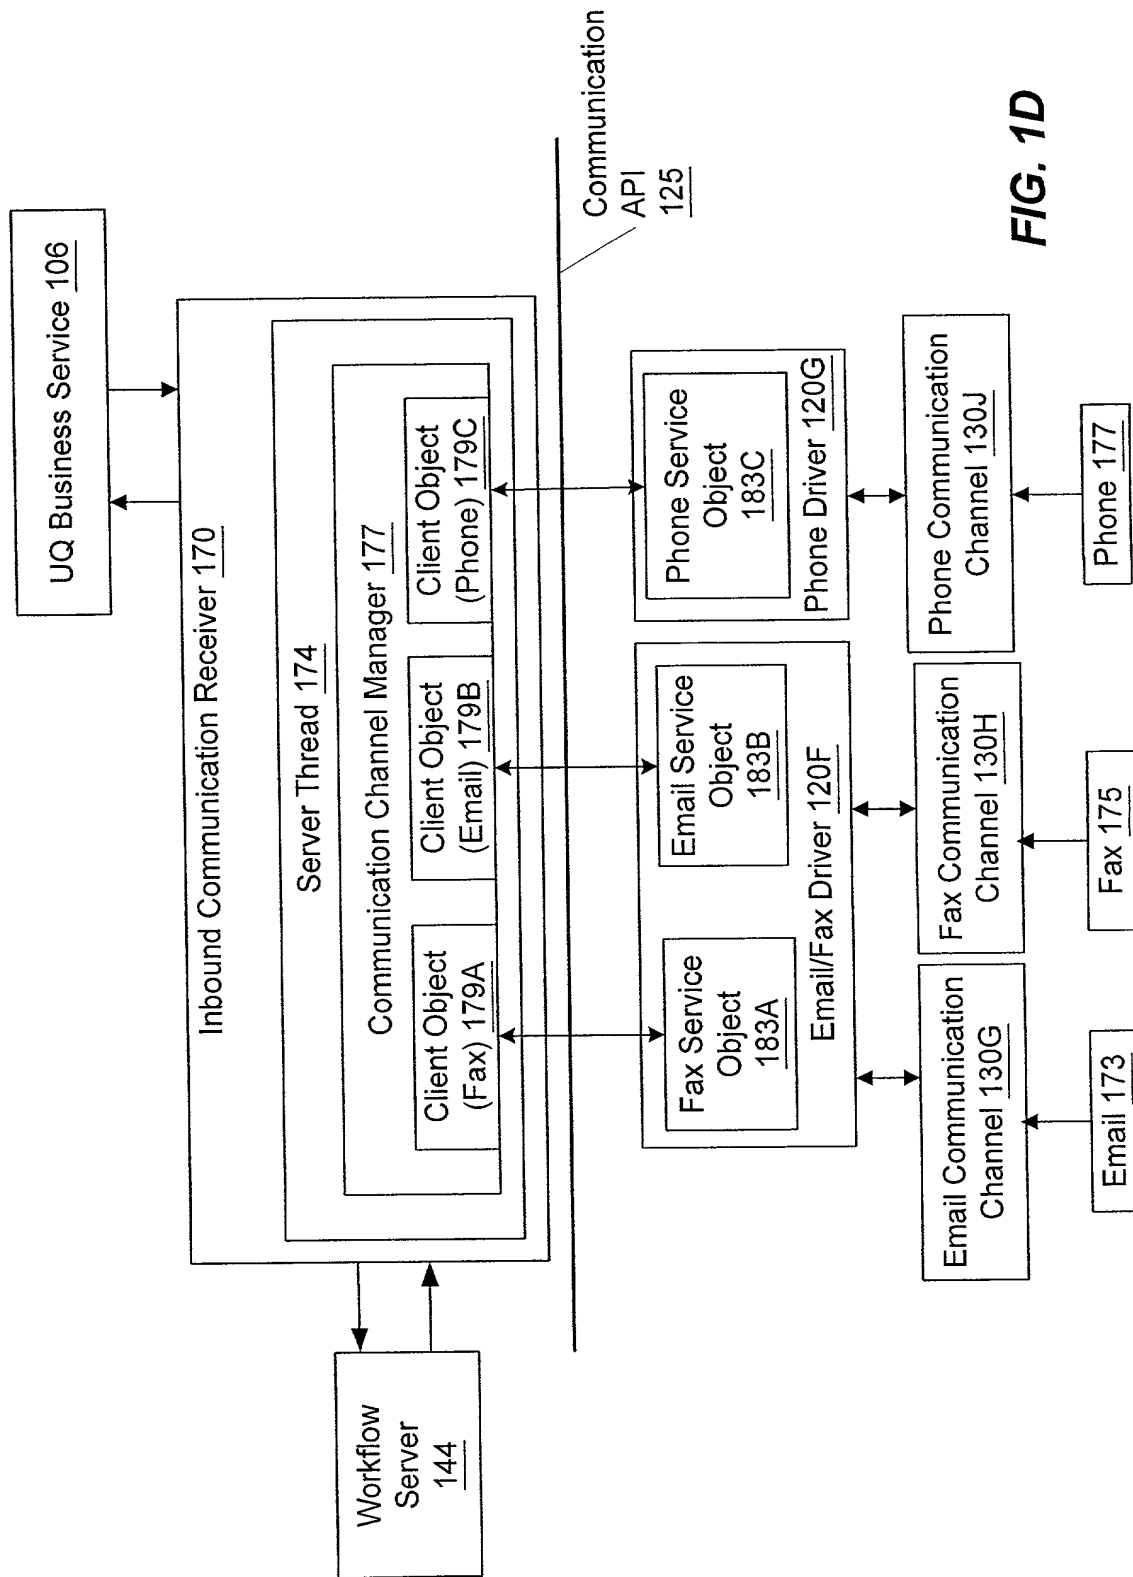 UQ Business Service 106
Inbound Communication Receiver 170
Server Thread 174
Communication Channel Manager 177
Client Object
(Fax) 179A
Client Object
(Email) 179B
Client Object
(Phone) 179C
Workflow
Server
144
Communication
API
125
Fax Service
Object
183A
Email Service
Object
183B
Email/Fax Driver 120F
Phone Service
Object
183C
Phone Driver 120G
Email Communication
Channel 130G
Fax Communication
Channel 130H
Phone Communication
Channel 130J
Email 173
Fax 175
Phone 177
FIG. 1D